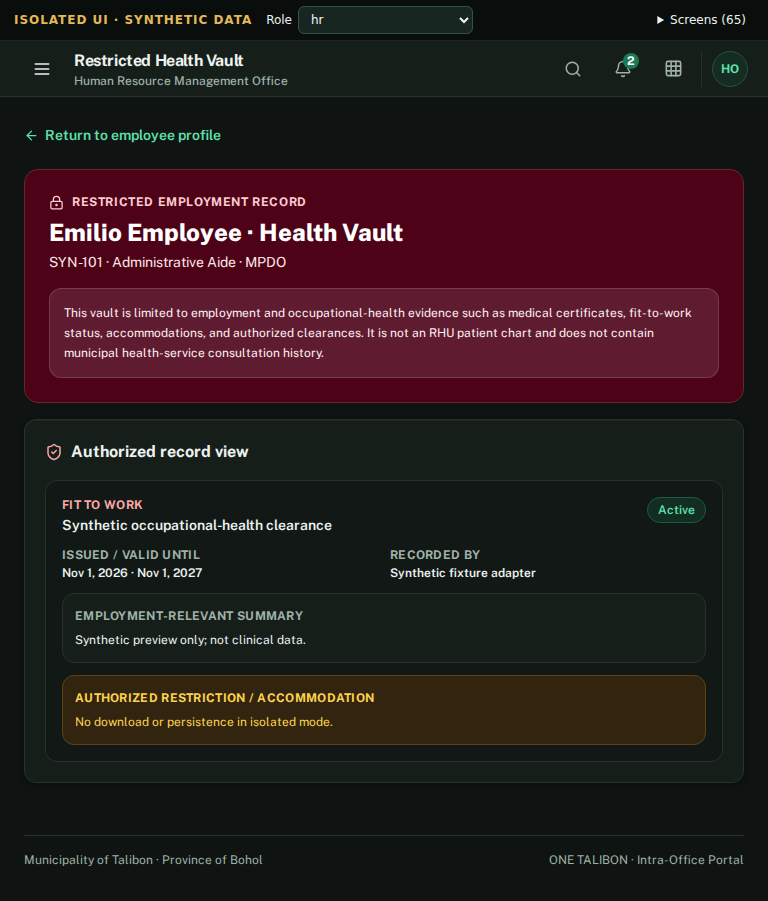 ISOLATED UI · SYNTHETIC DATA Role hr Screens (65)
Restricted Health Vault
Human Resource Management Office
2
HO
Return to employee profile
RESTRICTED EMPLOYMENT RECORD
Emilio Employee · Health Vault
SYN-101 · Administrative Aide · MPDO
This vault is limited to employment and occupational-health evidence such as medical certificates, fit-to-work
status, accommodations, and authorized clearances. It is not an RHU patient chart and does not contain
municipal health-service consultation history.
Authorized record view
FIT TO WORK
Synthetic occupational-health clearance
Active
ISSUED / VALID UNTIL
Nov 1, 2026 · Nov 1, 2027
RECORDED BY
Synthetic fixture adapter
EMPLOYMENT-RELEVANT SUMMARY
Synthetic preview only; not clinical data.
AUTHORIZED RESTRICTION / ACCOMMODATION
No download or persistence in isolated mode.
Municipality of Talibon · Province of Bohol
ONE TALIBON · Intra-Office Portal